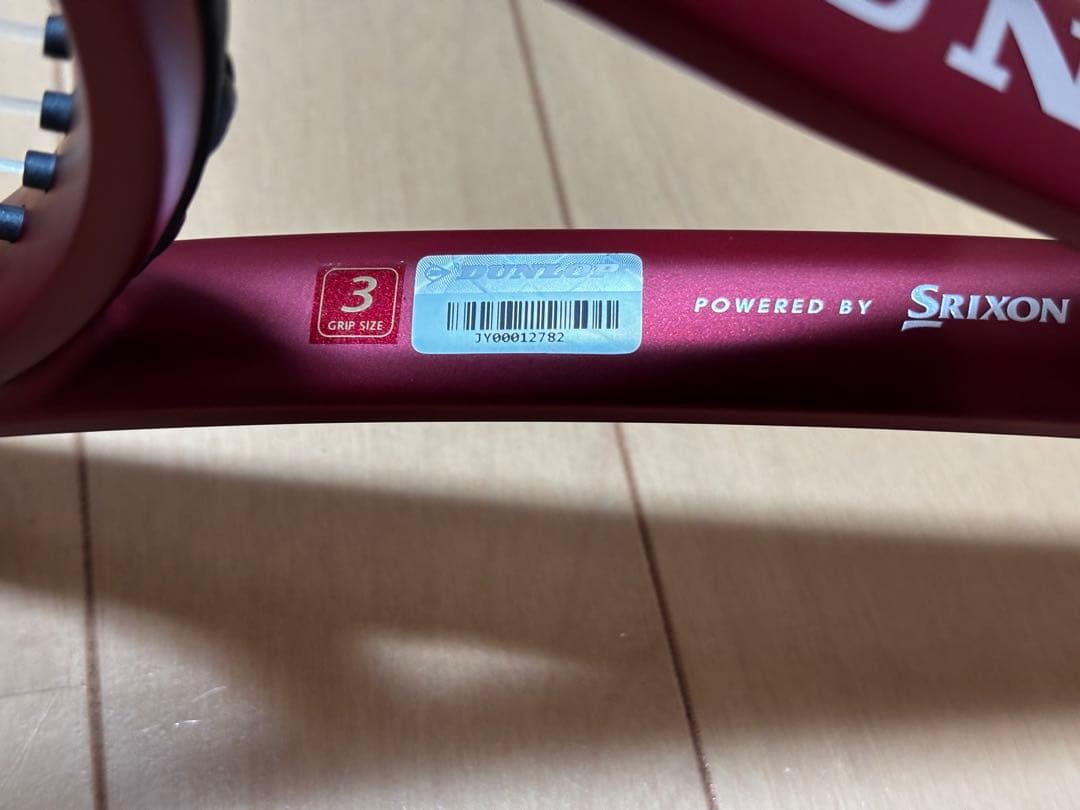 3
GRIP SIZE
DUNLOP
JY00012782
POWERED BY SRIXON